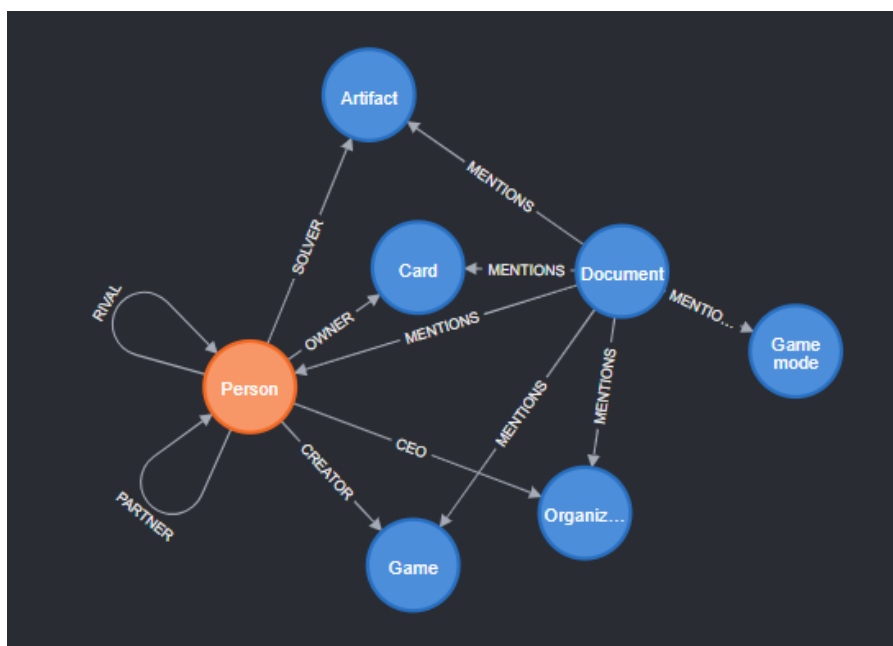 Artifact
MENTIONS
SOLVER
Card
MENTIONS
Document
RIVAL
OWNER
MENTIONS
MENTIO...
Game
mode
Person
MENTIONS
MENTIONS
CEO
CREATOR
PARTNER
Organiz...
Game